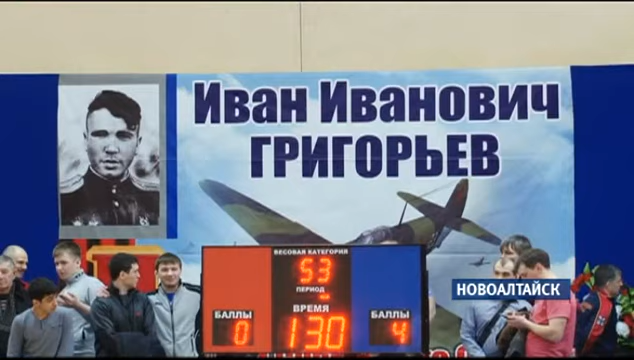 Иван Иванович
ГРИГОРЬЕВ
ВЕСОВАЯ КАТЕГОРИЯ
53
ПЕРИОД
ВРЕМЯ
БАЛЛЫ
0
130
БАЛЛЫ
4
НОВОАЛТАЙСК